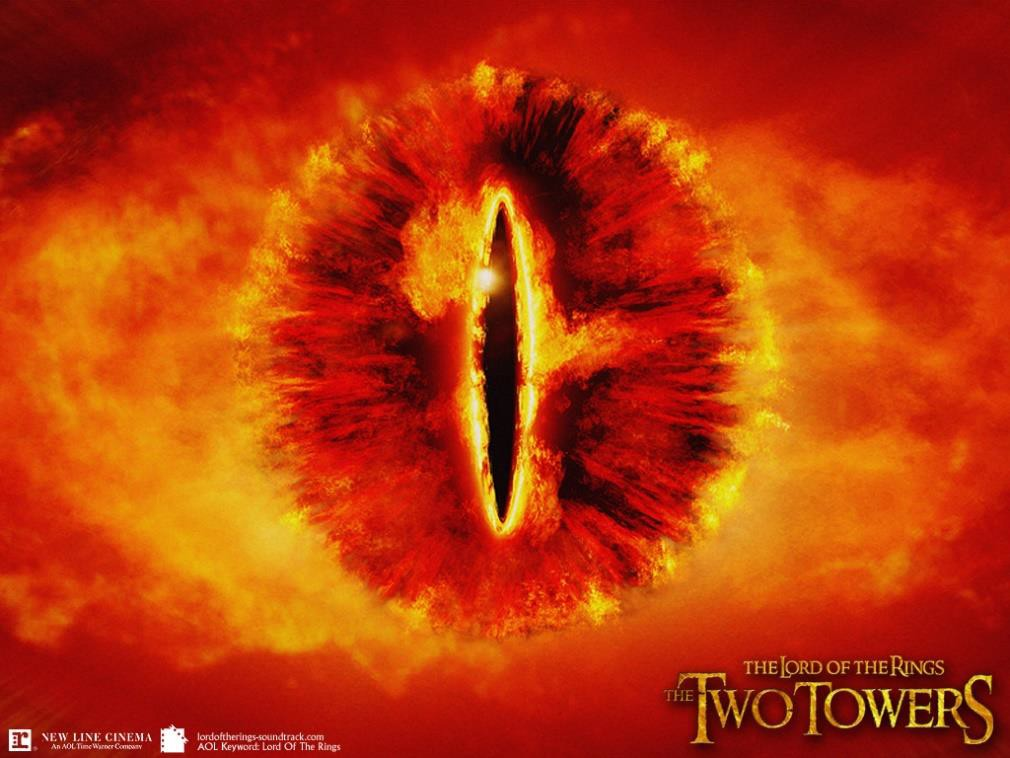 THE LORD OF THE RINGS
THE TWO TOWERS
NEW LINE CINEMA
An AOL Time Warner Company
lordoftherings-soundtrack.com
AOL Keyword: Lord Of The Rings